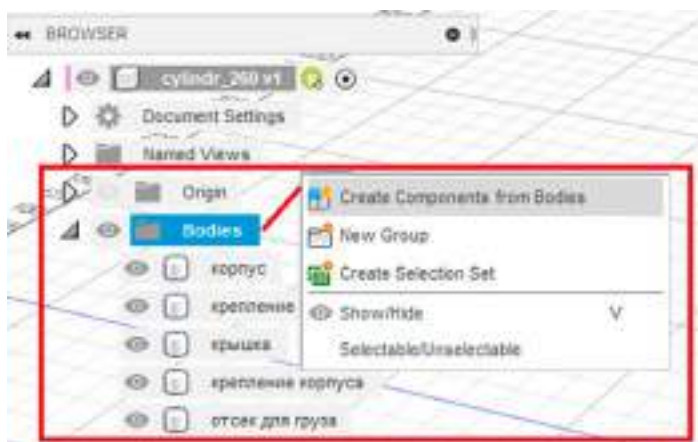 BROWSER
cylindr_260 v1
Document Settings
Named Views
Origin
Bodies
корпус
крепление
крышка
крепление корпуса
отсек для груза
Create Components from Bodies
New Group
Create Selection Set
Show/Hide V
Selectable/Unselectable